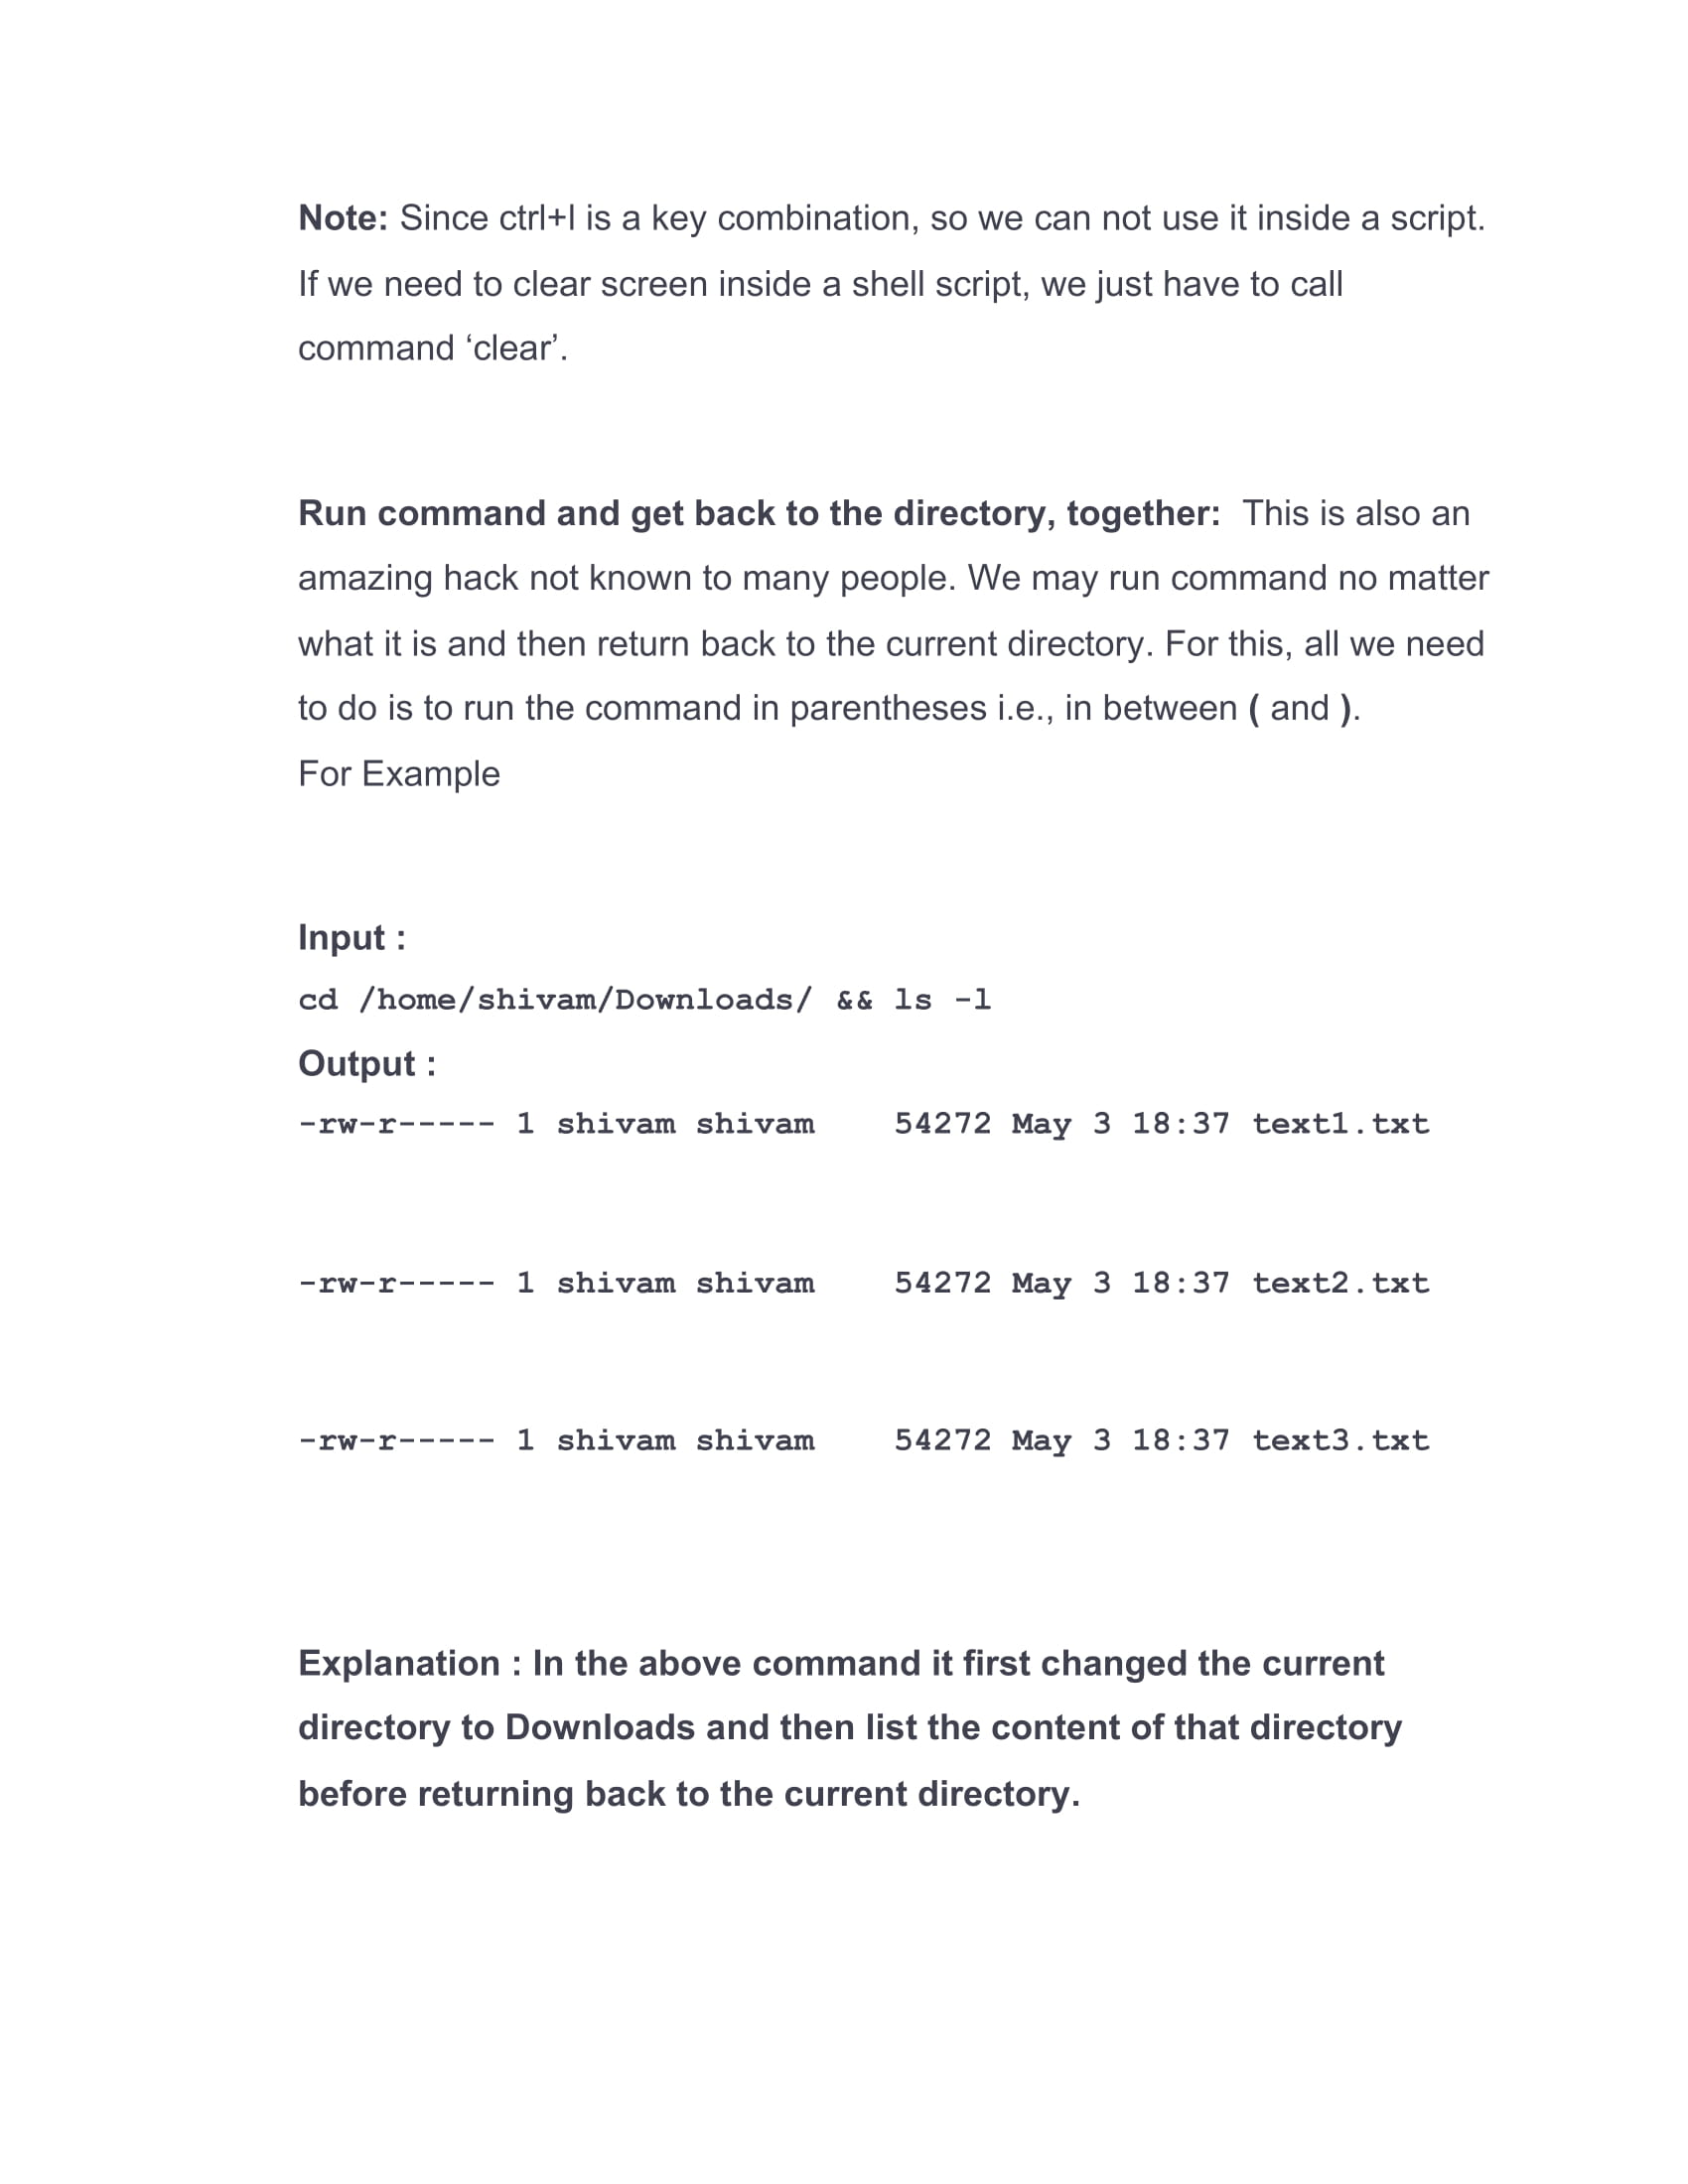 Note: Since ctrl+l is a key combination, so we can not use it inside a script.
If we need to clear screen inside a shell script, we just have to call
command ‘clear’.
Run command and get back to the directory, together:  This is also an
amazing hack not known to many people. We may run command no matter
what it is and then return back to the current directory. For this, all we need
to do is to run the command in parentheses i.e., in between ( and ).
For Example
Input :
cd /home/shivam/Downloads/ && ls -l
Output :
-rw-r----- 1 shivam shivam    54272 May 3 18:37 text1.txt
-rw-r----- 1 shivam shivam    54272 May 3 18:37 text2.txt
-rw-r----- 1 shivam shivam    54272 May 3 18:37 text3.txt
Explanation : In the above command it first changed the current
directory to Downloads and then list the content of that directory
before returning back to the current directory.